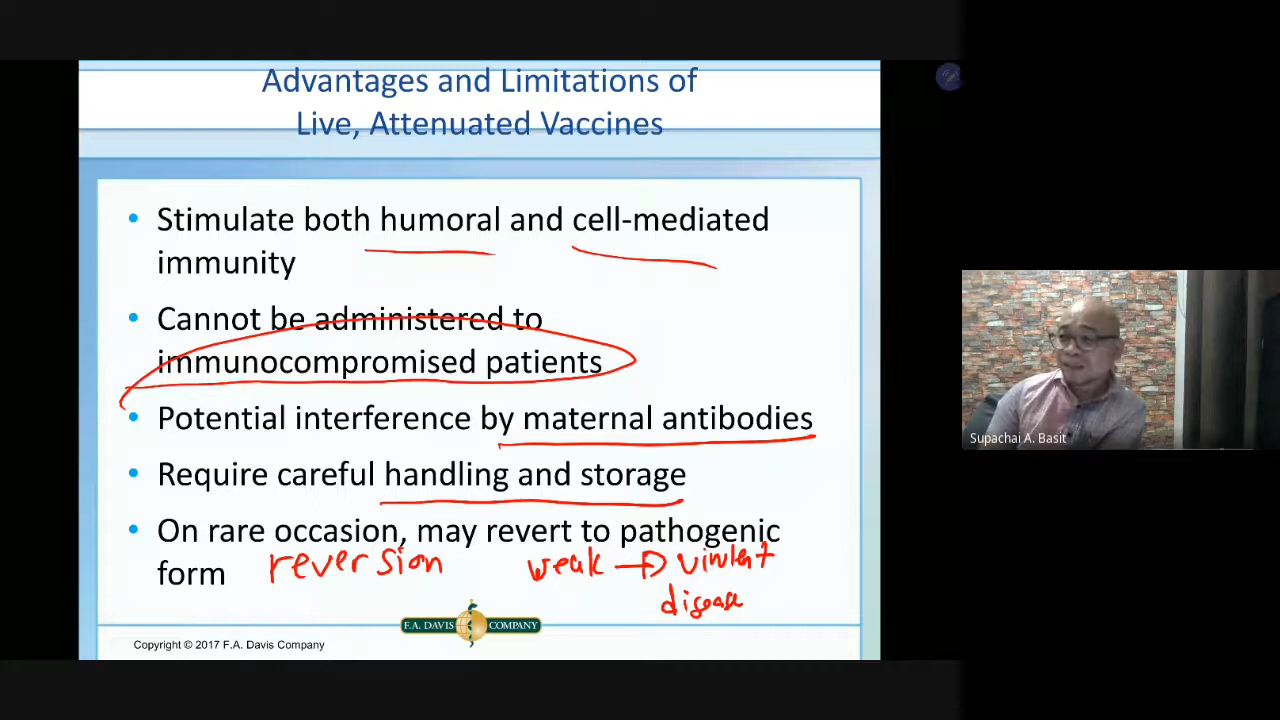 Advantages and Limitations of
Live, Attenuated Vaccines
• Stimulate both humoral and cell-mediated
immunity
• Cannot be administered to
immunocompromised patients
• Potential interference by maternal antibodies
• Require careful handling and storage
• On rare occasion, may revert to pathogenic
form
reversion
weak → virulent
disease
F.A. DAVIS COMPANY
Copyright © 2017 F.A. Davis Company
Supachai A. Basit